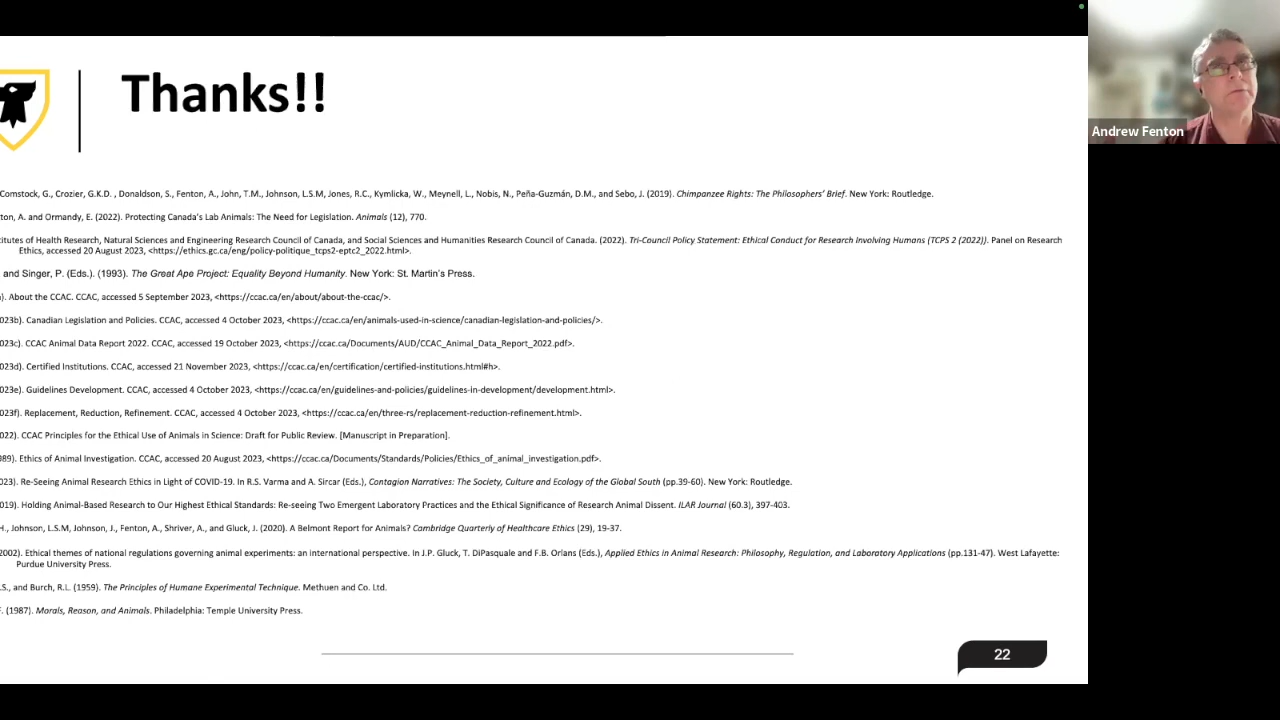 Thanks!!
Andrew Fenton
Comstock, G., Crozier, G.K.D. , Donaldson, S., Fenton, A., John, T.M., Johnson, L.S.M, Jones, R.C., Kymlicka, W., Meynell, L., Nobis, N., Peña-Guzmán, D.M., and Sebo, J. (2019). Chimpanzee Rights: The Philosophers' Brief. New York: Routledge.
ton, A. and Ormandy, E. (2022). Protecting Canada's Lab Animals: The Need for Legislation. Animals (12), 770.
titutes of Health Research, Natural Sciences and Engineering Research Council of Canada, and Social Sciences and Humanities Research Council of Canada. (2022). Tri-Council Policy Statement: Ethical Conduct for Research Involving Humans (TCPS 2 (2022)). Panel on Research
Ethics, accessed 20 August 2023, <https://ethics.gc.ca/eng/policy-politique_tcps2-eptc2_2022.html>.
and Singer, P. (Eds.). (1993). The Great Ape Project: Equality Beyond Humanity. New York: St. Martin's Press.
). About the CCAC. CCAC, accessed 5 September 2023, <https://ccac.ca/en/about/about-the-ccac/>.
023b). Canadian Legislation and Policies. CCAC, accessed 4 October 2023, <https://ccac.ca/en/animals-used-in-science/canadian-legislation-and-policies/>.
023c). CCAC Animal Data Report 2022. CCAC, accessed 19 October 2023, <https://ccac.ca/Documents/AUD/CCAC_Animal_Data_Report_2022.pdf>.
023d). Certified Institutions. CCAC, accessed 21 November 2023, <https://ccac.ca/en/certification/certified-institutions.html#h>.
023e). Guidelines Development. CCAC, accessed 4 October 2023, <https://ccac.ca/en/guidelines-and-policies/guidelines-in-development/development.html>.
023f). Replacement, Reduction, Refinement. CCAC, accessed 4 October 2023, <https://ccac.ca/en/three-rs/replacement-reduction-refinement.html>.
022). CCAC Principles for the Ethical Use of Animals in Science: Draft for Public Review. [Manuscript in Preparation].
989). Ethics of Animal Investigation. CCAC, accessed 20 August 2023, <https://ccac.ca/Documents/Standards/Policies/Ethics_of_animal_investigation.pdf>.
023). Re-Seeing Animal Research Ethics in Light of COVID-19. In R.S. Varma and A. Sircar (Eds.), Contagion Narratives: The Society, Culture and Ecology of the Global South (pp.39-60). New York: Routledge.
019). Holding Animal-Based Research to Our Highest Ethical Standards: Re-seeing Two Emergent Laboratory Practices and the Ethical Significance of Research Animal Dissent. ILAR Journal (60.3), 397-403.
H., Johnson, L.S.M, Johnson, J., Fenton, A., Shriver, A., and Gluck, J. (2020). A Belmont Report for Animals? Cambridge Quarterly of Healthcare Ethics (29), 19-37.
2002). Ethical themes of national regulations governing animal experiments: an international perspective. In J.P. Gluck, T. DiPasquale and F.B. Orlans (Eds.), Applied Ethics in Animal Research: Philosophy, Regulation, and Laboratory Applications (pp.131-47). West Lafayette:
Purdue University Press.
.S., and Burch, R.L. (1959). The Principles of Humane Experimental Technique. Methuen and Co. Ltd.
F. (1987). Morals, Reason, and Animals. Philadelphia: Temple University Press.
22